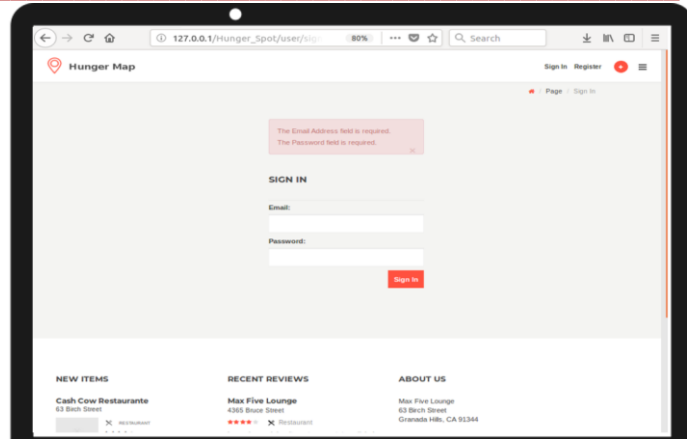 127.0.0.1/Hunger_Spot/user/sign
80%
Search
Hunger Map
Sign In Register
/ Page / Sign In
The Email Address field is required.
The Password field is required.
SIGN IN
Email:
Password:
Sign In
NEW ITEMS
Cash Cow Restaurante
63 Birch Street
RESTAURANT
RECENT REVIEWS
Max Five Lounge
4365 Bruce Street
Restaurant
ABOUT US
Max Five Lounge
63 Birch Street
Granada Hills, CA 91344